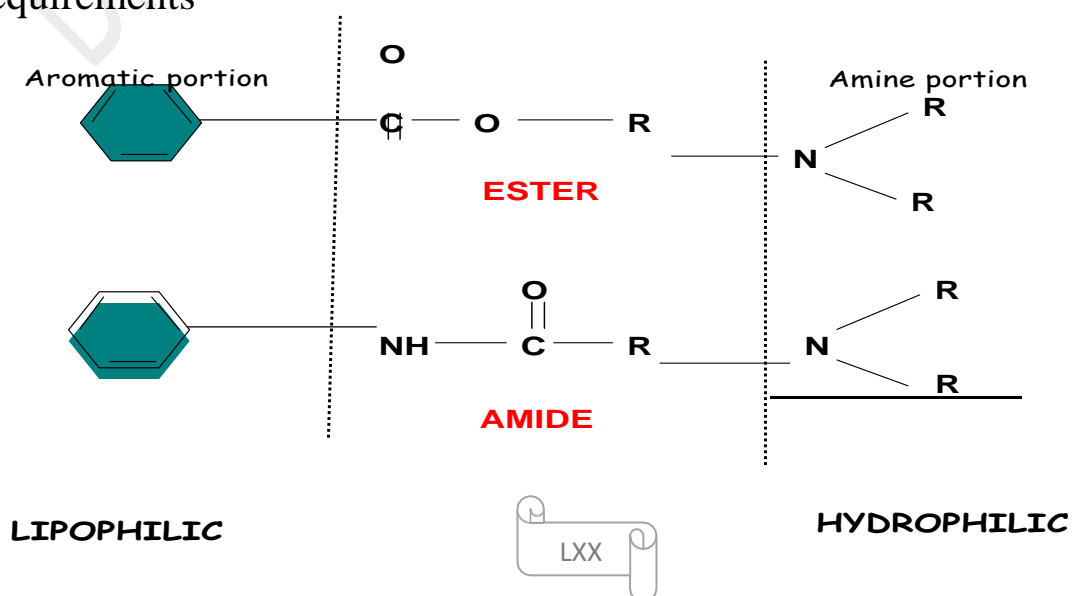 equirements
O
Aromatic portion Amine portion
R
C O R
N
ESTER
R
O R
NH C R N
R
AMIDE
LIPOPHILIC HYDROPHILIC
LXX